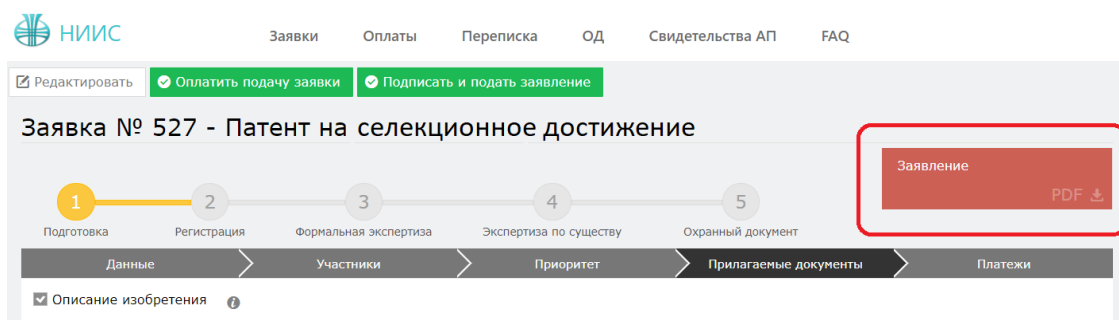 НИИС
Заявки Оплаты Переписка ОД Свидетельства АП FAQ
Редактировать Оплатить подачу заявки Подписать и подать заявление
Заявка № 527 - Патент на селекционное достижение
Заявление
PDF
1 2 3 4 5
Подготовка Регистрация Формальная экспертиза Экспертиза по существу Охранный документ
Данные Участники Приоритет Прилагаемые документы Платежи
Описание изобретения i